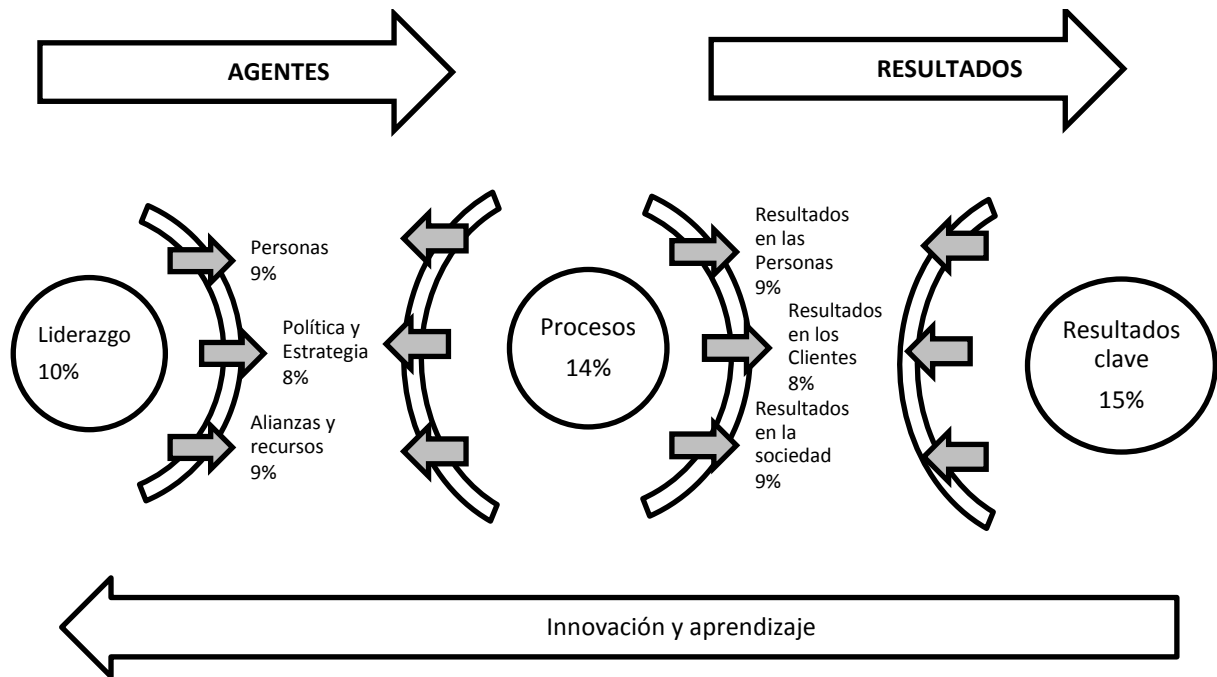 AGENTES
RESULTADOS
Liderazgo
10%
Personas
9%
Política y
Estrategia
8%
Alianzas y
recursos
9%
Procesos
14%
Resultados
en las
Personas
9%
Resultados
en los
Clientes
8%
Resultados
en la
sociedad
9%
Resultados
clave
15%
Innovación y aprendizaje